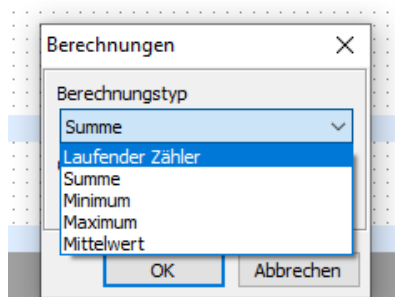 Berechnungen
Berechnungstyp
Summe
Laufender Zähler
Summe
Minimum
Maximum
Mittelwert
OK Abbrechen